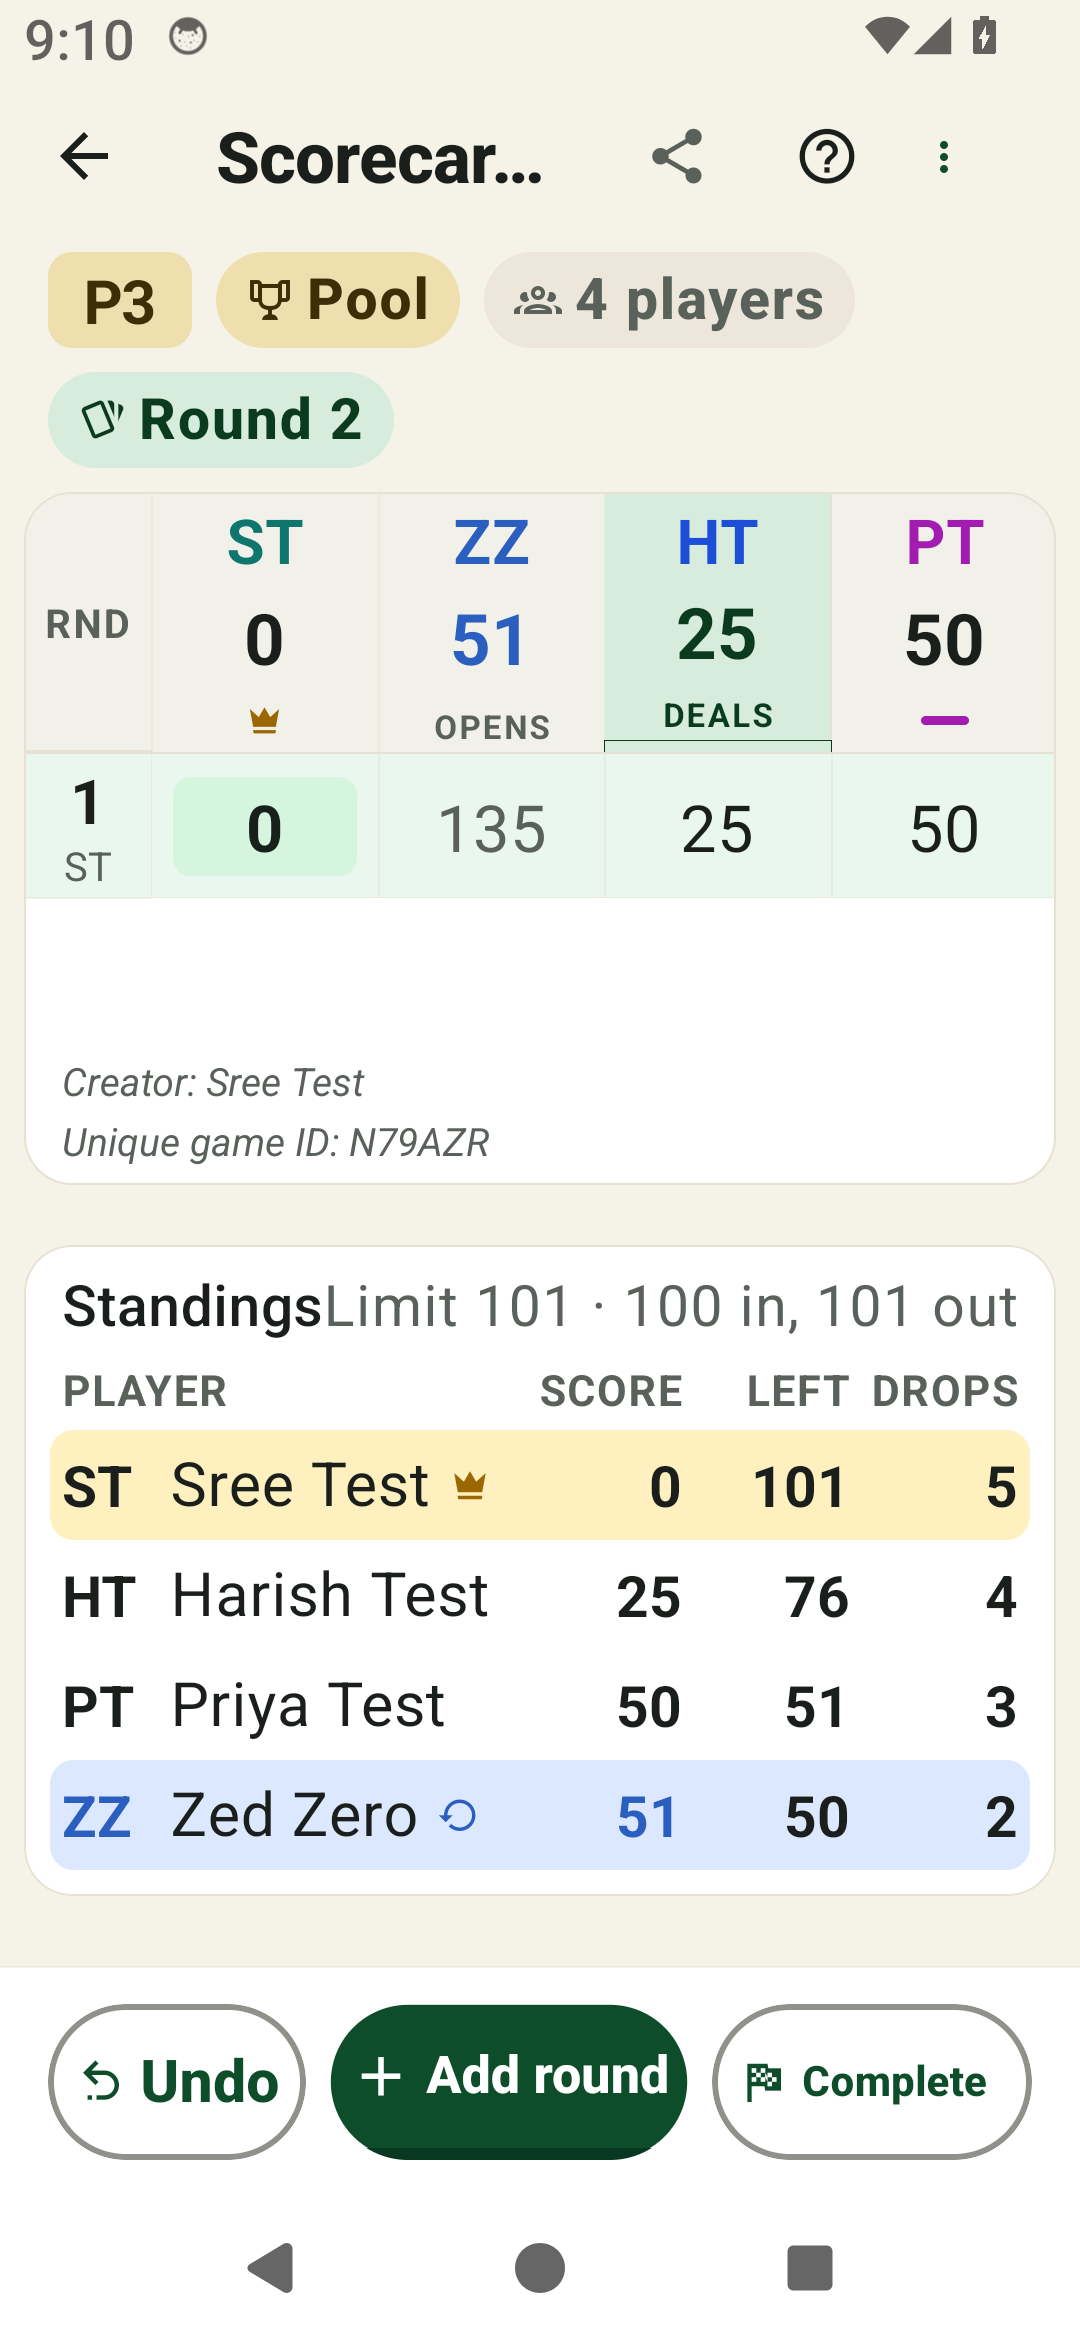 9:10
Scorecar...
P3 Pool 4 players
Round 2
RND ST ZZ HT PT
0 51 25 50
OPENS DEALS
1 0 135 25 50
ST
Creator: Sree Test
Unique game ID: N79AZR
Standings Limit 101 · 100 in, 101 out
PLAYER SCORE LEFT DROPS
ST Sree Test 0 101 5
HT Harish Test 25 76 4
PT Priya Test 50 51 3
ZZ Zed Zero 51 50 2
Undo + Add round Complete